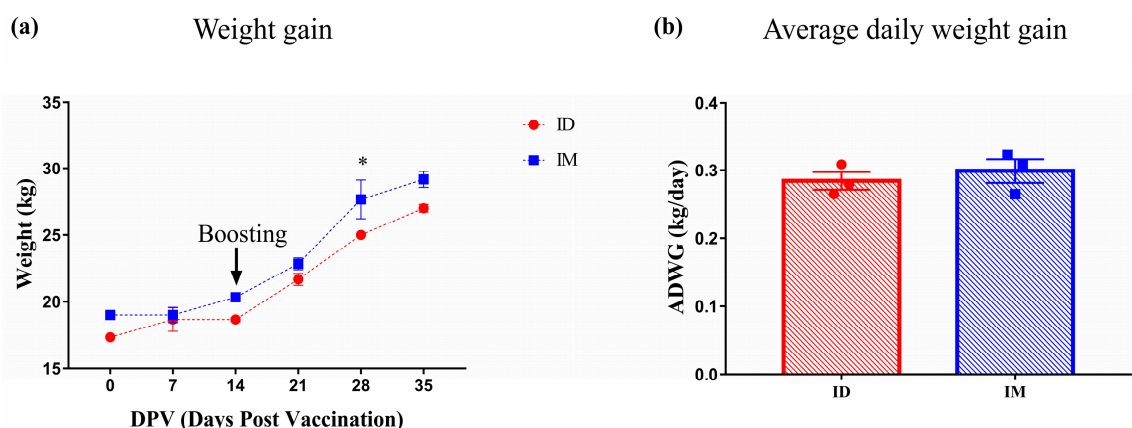 (a)
Weight gain
35
30
25
20
15
Weight (kg)
Boosting
*
ID
IM
0 7 14 21 28 35
DPV (Days Post Vaccination)
(b)
Average daily weight gain
0.4
0.3
0.2
0.1
0.0
ADWG (kg/day)
ID IM